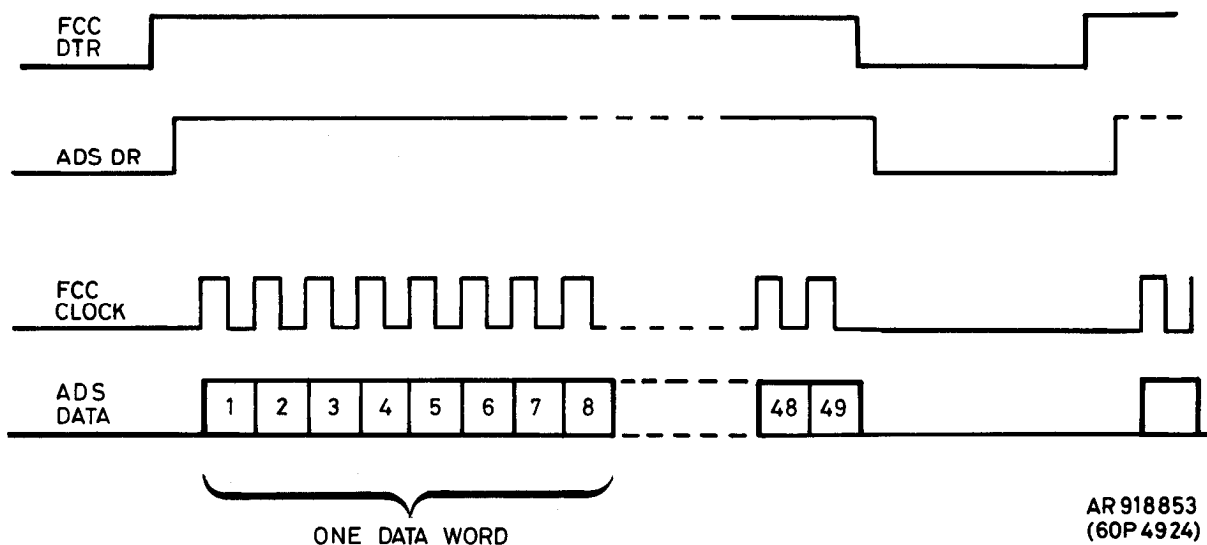 FCC
DTR
ADS DR
FCC
CLOCK
ADS
DATA
1 2 3 4 5 6 7 8 48 49
ONE DATA WORD
AR 918853
(60P 4924)